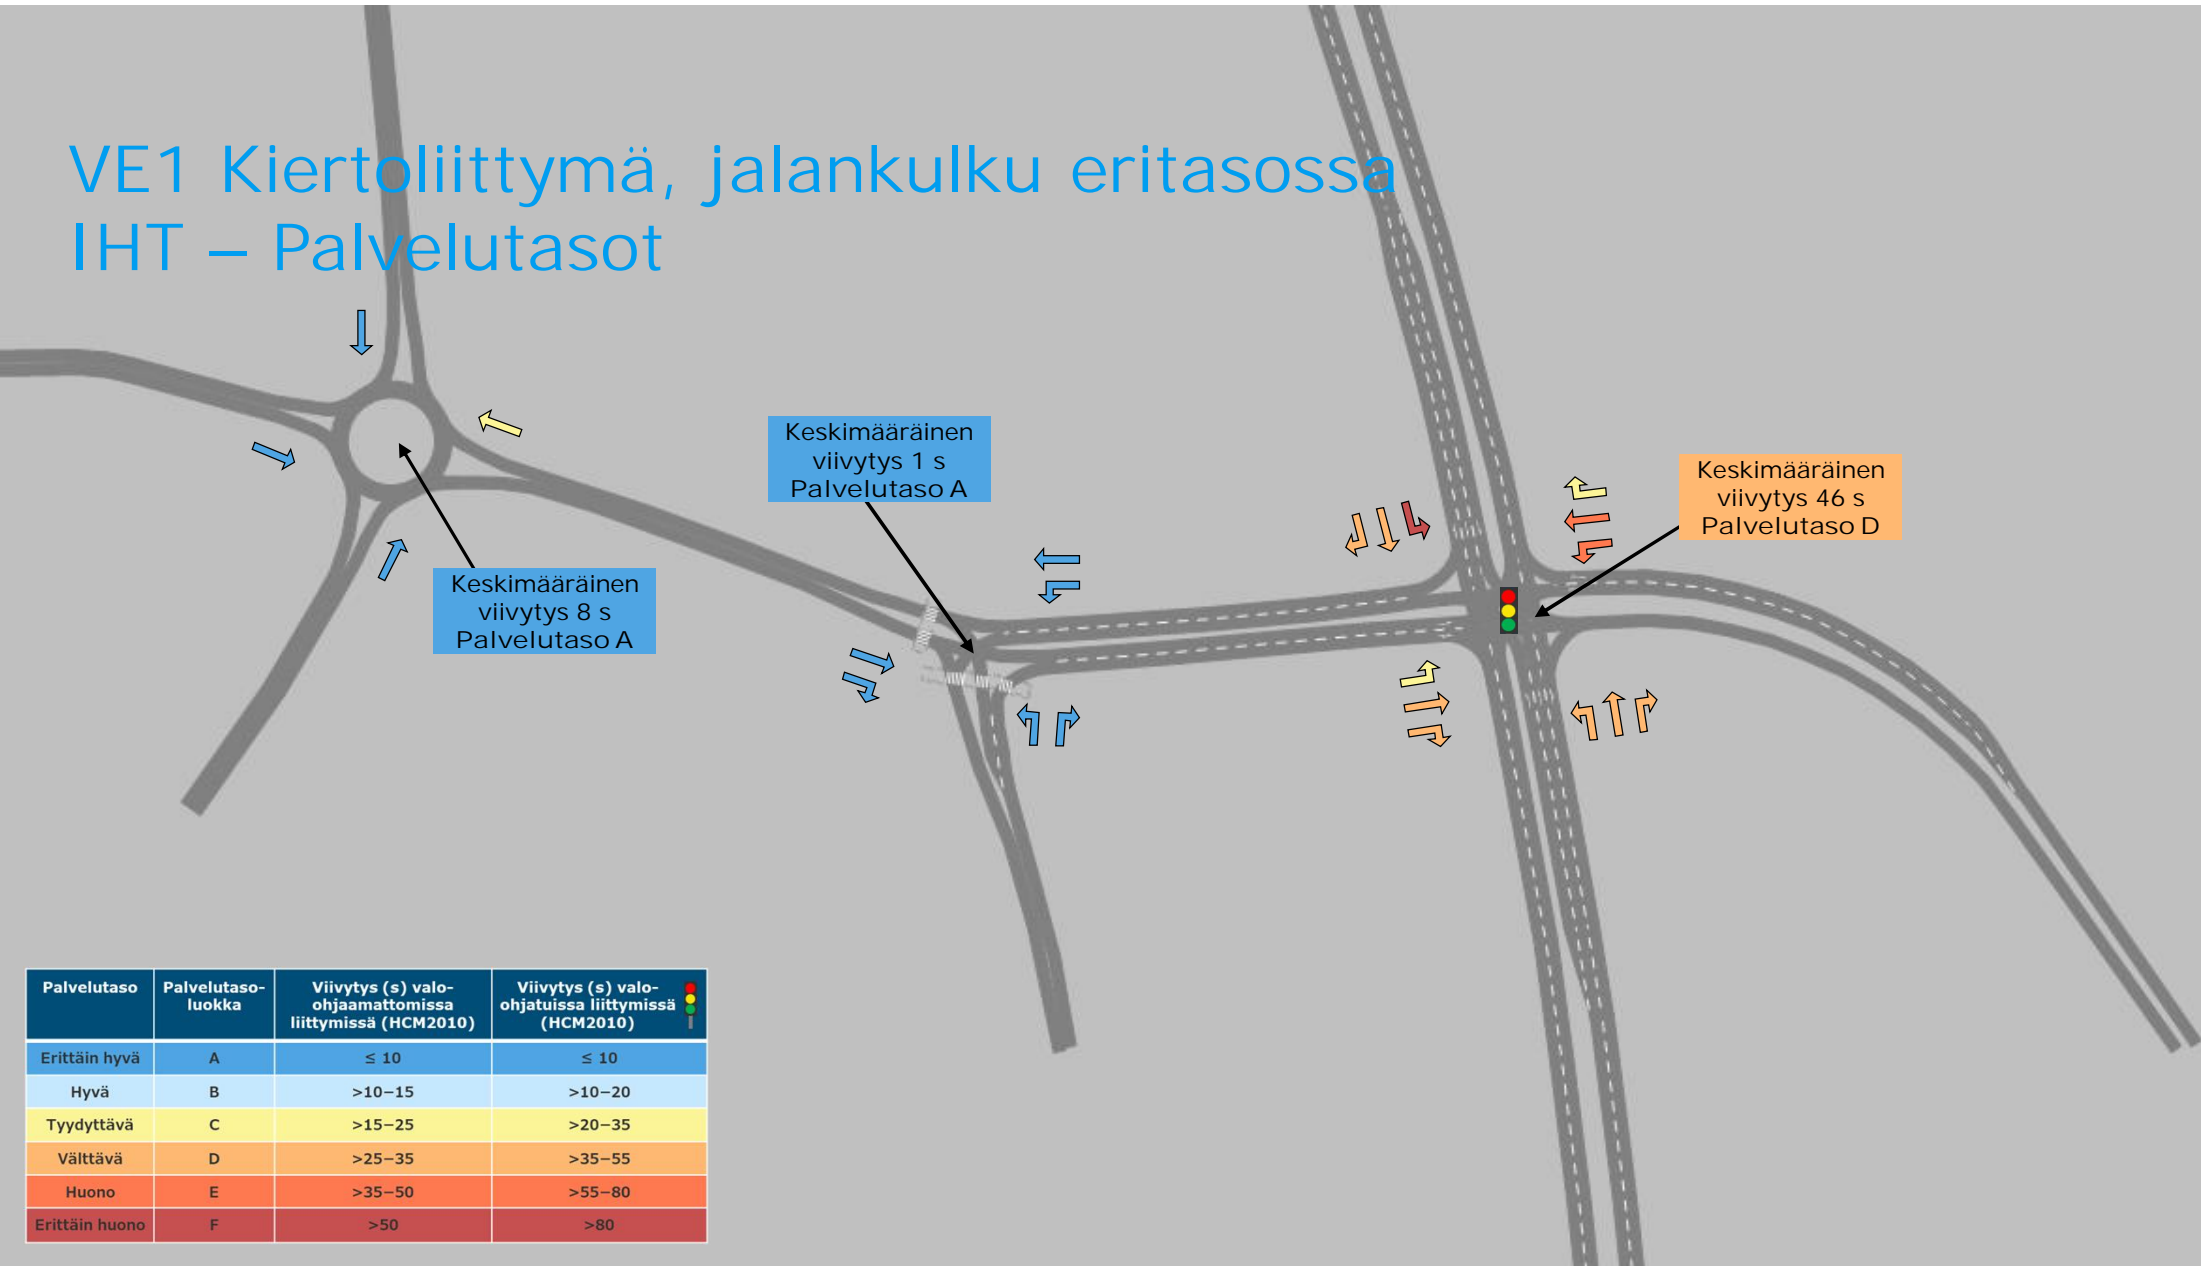 VE1 Kiertoliittymä, jalankulku eritasossa
IHT – Palvelutasot
Keskimääräinen
viivytys 1 s
Palvelutaso A
Keskimääräinen
viivytys 46 s
Palvelutaso D
Keskimääräinen
viivytys 8 s
Palvelutaso A
Palvelutaso Palvelutaso-luokka Viivytys (s) valo-ohjaamattomissa liittymissä (HCM2010) Viivytys (s) valo-ohjatuissa liittymissä (HCM2010)
Erittäin hyvä A ≤ 10 ≤ 10
Hyvä B >10–15 >10–20
Tyydyttävä C >15–25 >20–35
Välttävä D >25–35 >35–55
Huono E >35–50 >55–80
Erittäin huono F >50 >80